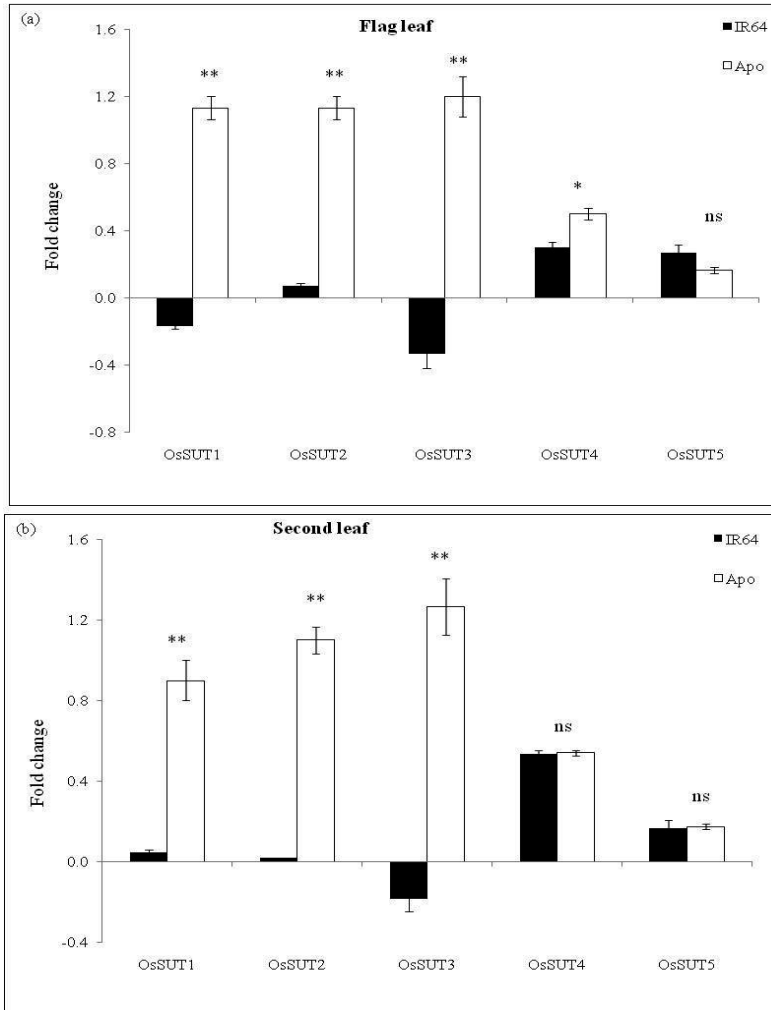 (a)
Flag leaf
IR64
Apo
Fold change
1.6
1.2
0.8
0.4
0.0
-0.4
-0.8
**
**
**
*
ns
OsSUT1 OsSUT2 OsSUT3 OsSUT4 OsSUT5
(b)
Second leaf
IR64
Apo
Fold change
1.6
1.2
0.8
0.4
0.0
-0.4
**
**
**
ns
ns
OsSUT1 OsSUT2 OsSUT3 OsSUT4 OsSUT5